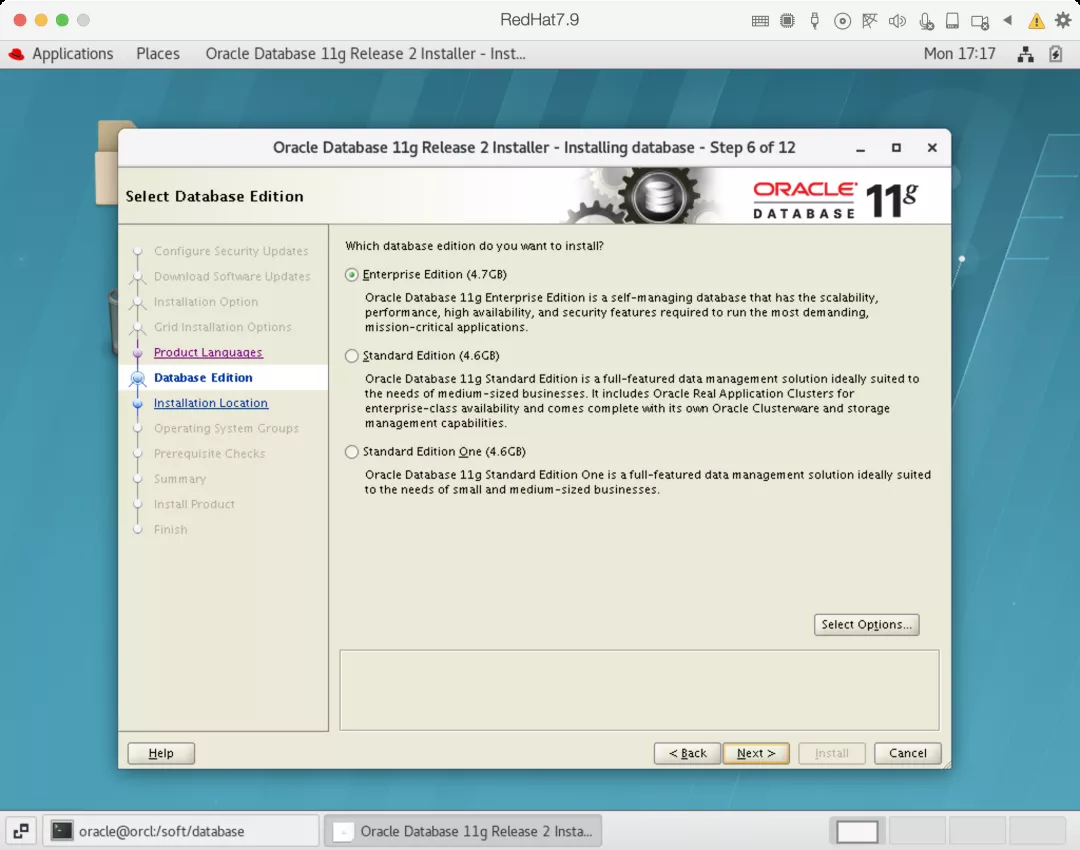 RedHat7.9
Applications Places Oracle Database 11g Release 2 Installer - Inst... Mon 17:17
Oracle Database 11g Release 2 Installer - Installing database - Step 6 of 12
Select Database Edition
ORACLE
DATABASE
11g
Configure Security Updates
Download Software Updates
Installation Option
Grid Installation Options
Product Languages
Database Edition
Installation Location
Operating System Groups
Prerequisite Checks
Summary
Install Product
Finish
Which database edition do you want to install?
Enterprise Edition (4.7GB)
Oracle Database 11g Enterprise Edition is a self-managing database that has the scalability,
performance, high availability, and security features required to run the most demanding,
mission-critical applications.
Standard Edition (4.6GB)
Oracle Database 11g Standard Edition is a full-featured data management solution ideally suited to
the needs of medium-sized businesses. It includes Oracle Real Application Clusters for
enterprise-class availability and comes complete with its own Oracle Clusterware and storage
management capabilities.
Standard Edition One (4.6GB)
Oracle Database 11g Standard Edition One is a full-featured data management solution ideally suited
to the needs of small and medium-sized businesses.
Select Options...
Help < Back Next > Install Cancel
oracle@orcl:/soft/database Oracle Database 11g Release 2 Insta...